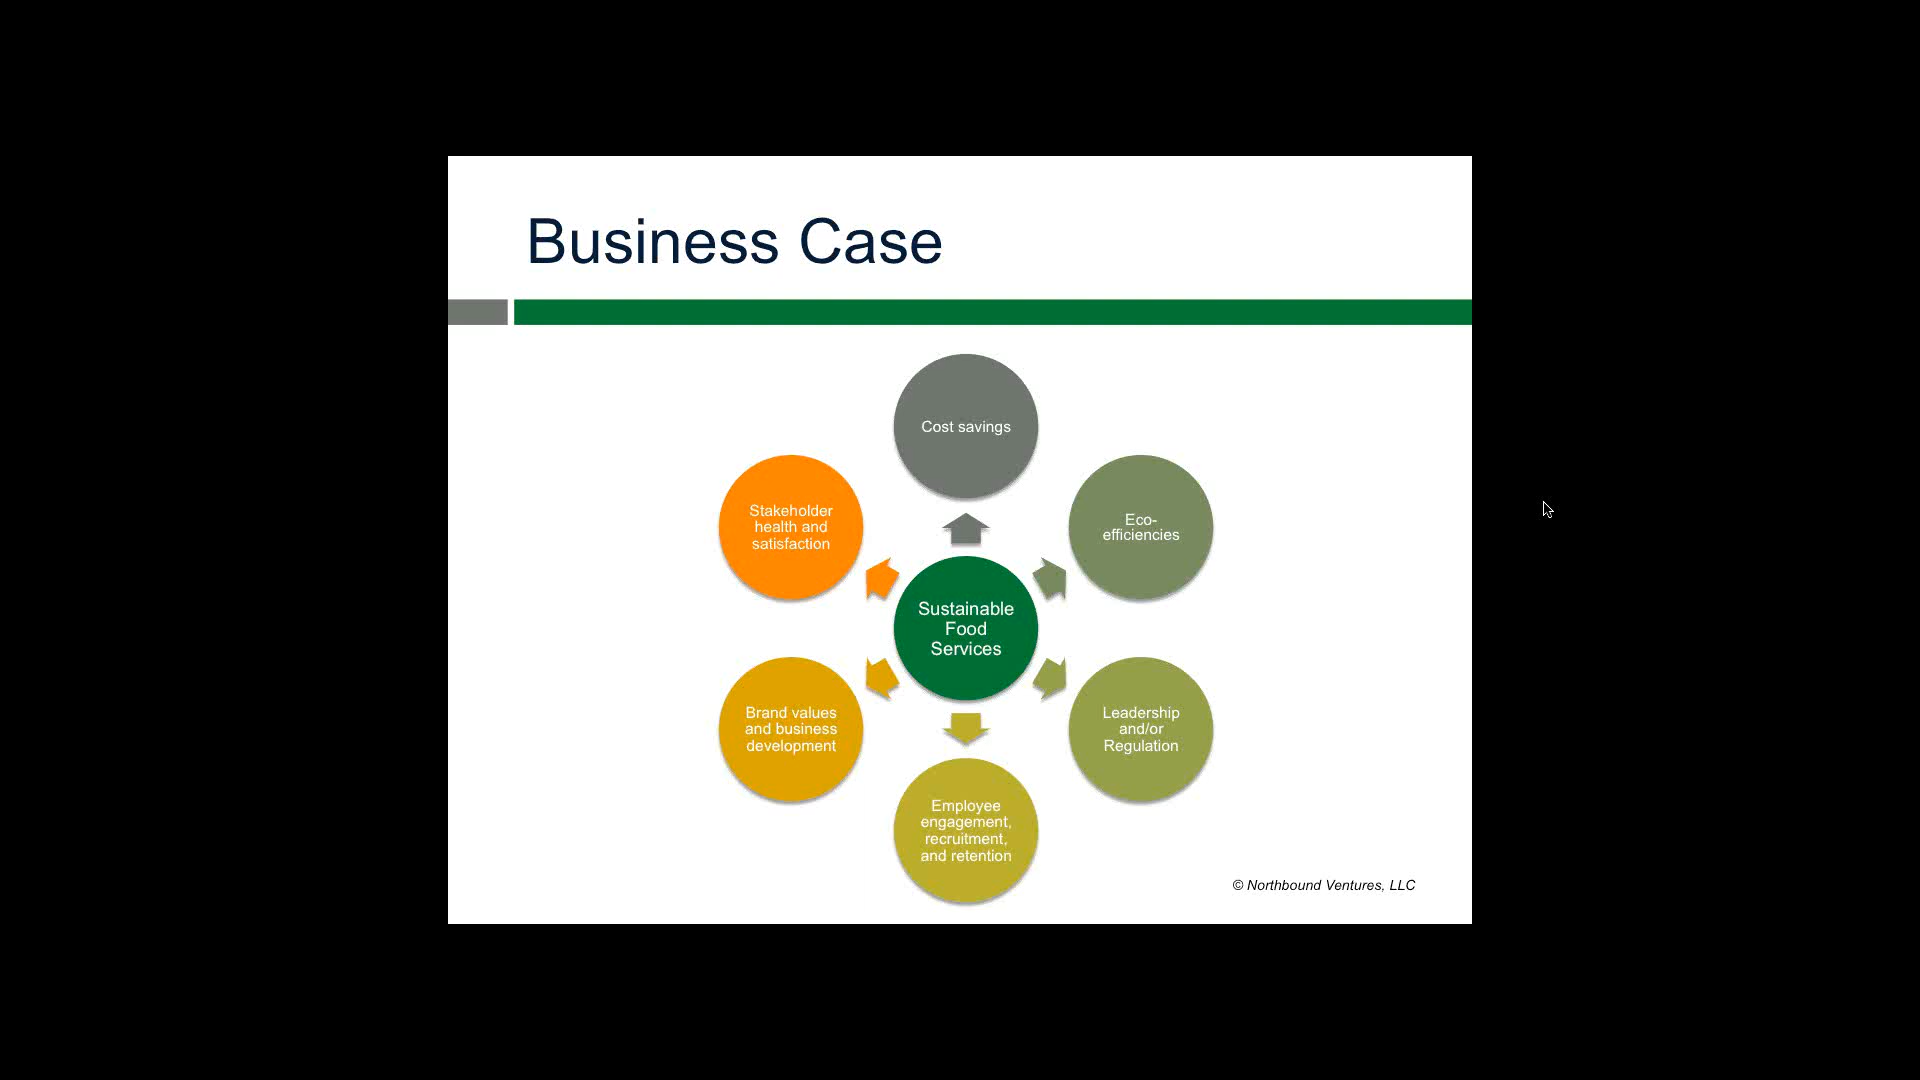 Business Case
Cost savings
Stakeholder
health and
satisfaction
Eco-
efficiencies
Sustainable
Food
Services
Brand values
and business
development
Leadership
and/or
Regulation
Employee
engagement,
recruitment,
and retention
© Northbound Ventures, LLC